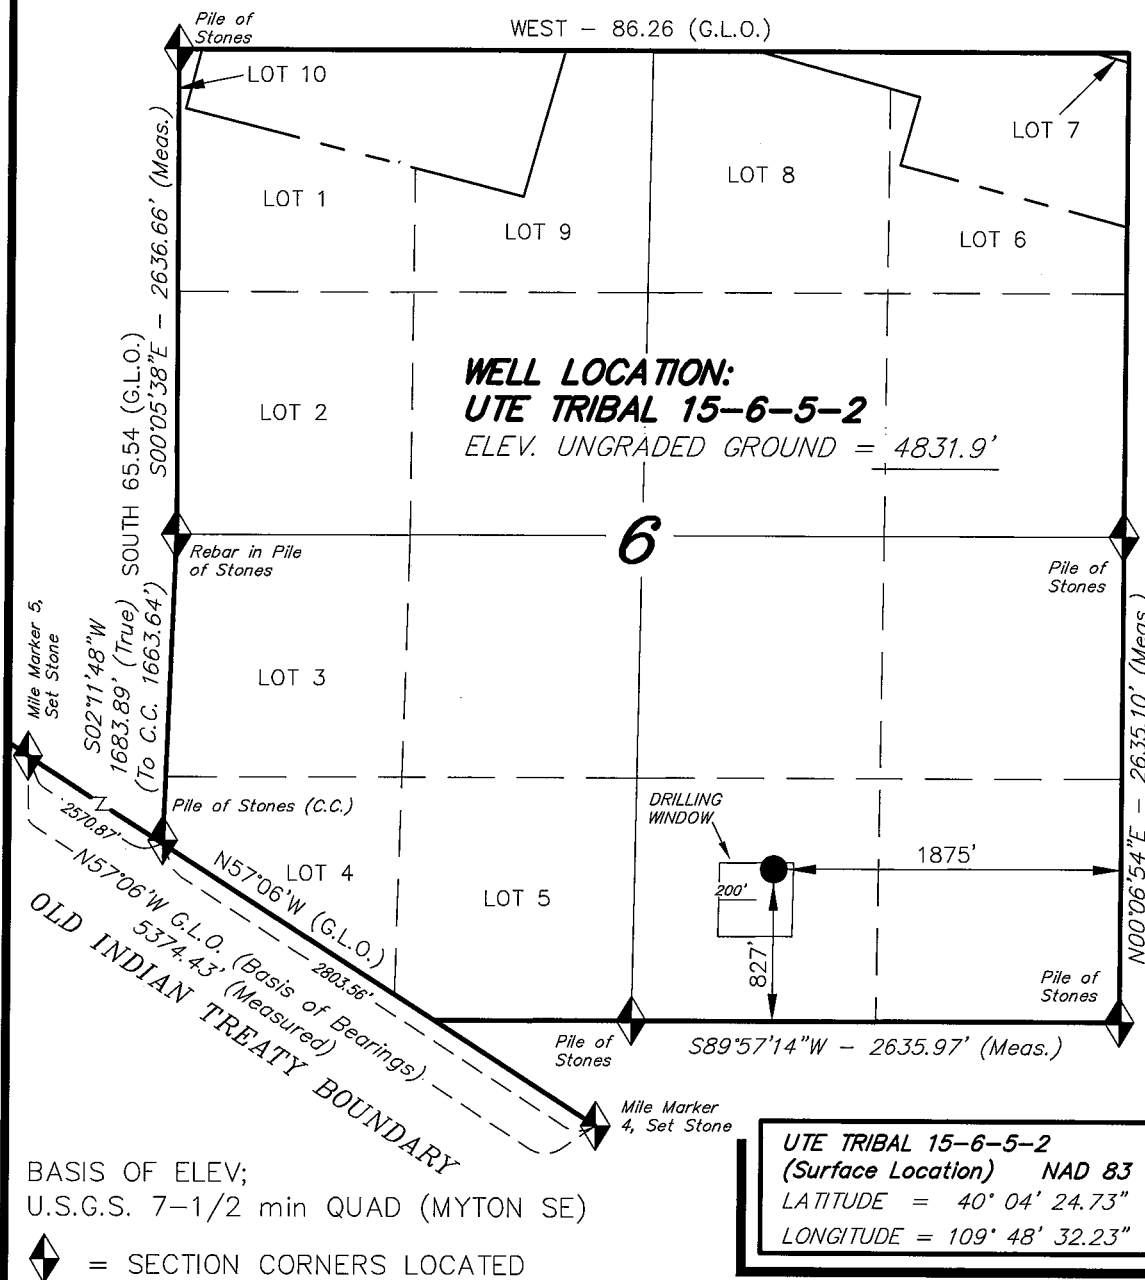 Pile of
Stones
WEST – 86.26 (G.L.O.)
LOT 10
LOT 7
LOT 1
LOT 8
LOT 9
LOT 6
S00°05'38"E – 2636.66' (Meas.)
SOUTH 65.54 (G.L.O.)
LOT 2
WELL LOCATION:
UTE TRIBAL 15–6–5–2
ELEV. UNGRADED GROUND = 4831.9'
6
Rebar in Pile
of Stones
Pile of
Stones
Mile Marker 5,
Set Stone
S02°11'48"W
1683.89' (True)
(To C.C. 1663.64')
LOT 3
N00°06'54"E – 2635.10' (Meas.)
Pile of Stones (C.C.)
2570.87'
DRILLING
WINDOW
1875'
200'
827'
LOT 4
LOT 5
N57°06'W (G.L.O.)
2803.56'
N57°06'W G.L.O. (Basis of Bearings)
5374.43' (Measured)
OLD INDIAN TREATY BOUNDARY
Pile of
Stones
Pile of
Stones
S89°57'14"W – 2635.97' (Meas.)
Mile Marker
4, Set Stone
UTE TRIBAL 15–6–5–2
(Surface Location) NAD 83
LATITUDE = 40° 04' 24.73"
LONGITUDE = 109° 48' 32.23"
BASIS OF ELEV;
U.S.G.S. 7–1/2 min QUAD (MYTON SE)
= SECTION CORNERS LOCATED